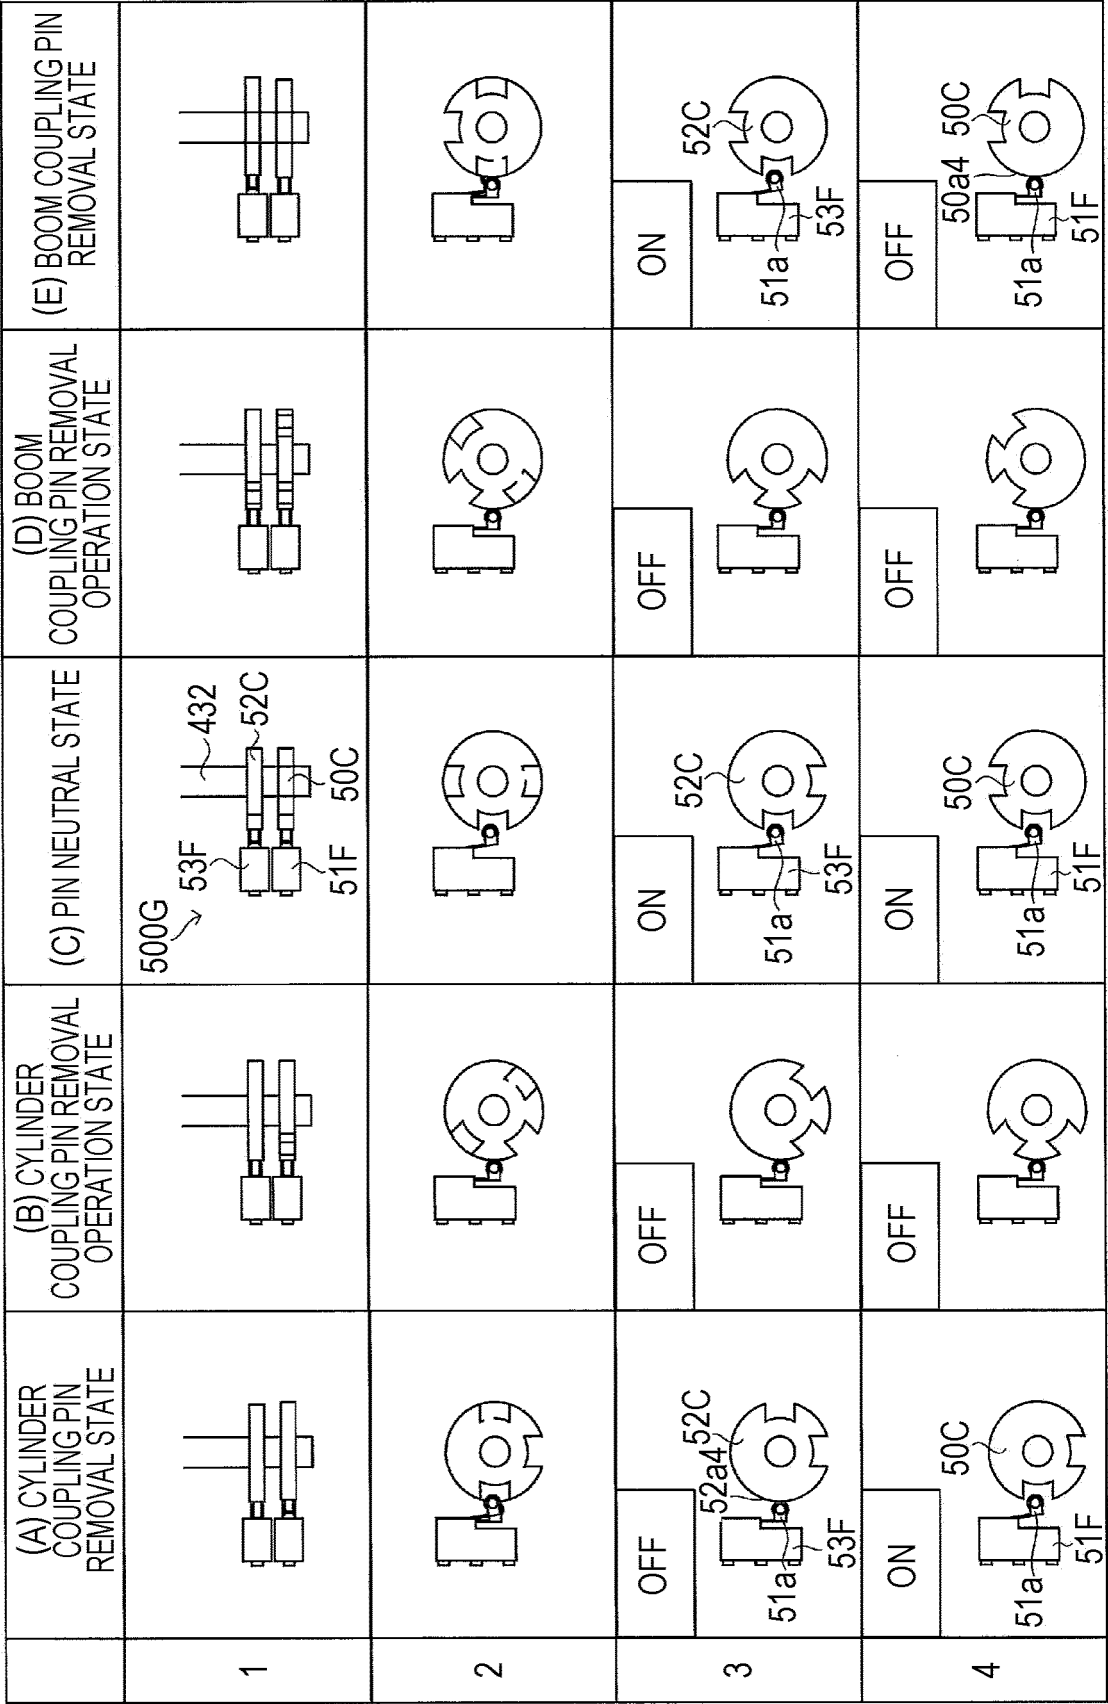 (A) CYLINDER
COUPLING PIN
REMOVAL STATE
(B) CYLINDER
COUPLING PIN REMOVAL
OPERATION STATE
(C) PIN NEUTRAL STATE
(D) BOOM
COUPLING PIN REMOVAL
OPERATION STATE
(E) BOOM COUPLING PIN
REMOVAL STATE
1
500G
53F
51F
432
52C
50C
2
3
OFF
51a
53F
52a4
52C
OFF
ON
51a
53F
52C
OFF
ON
51a
53F
52C
4
ON
51a
51F
50C
OFF
ON
51a
51F
50C
OFF
OFF
51a
51F
50a4
50C